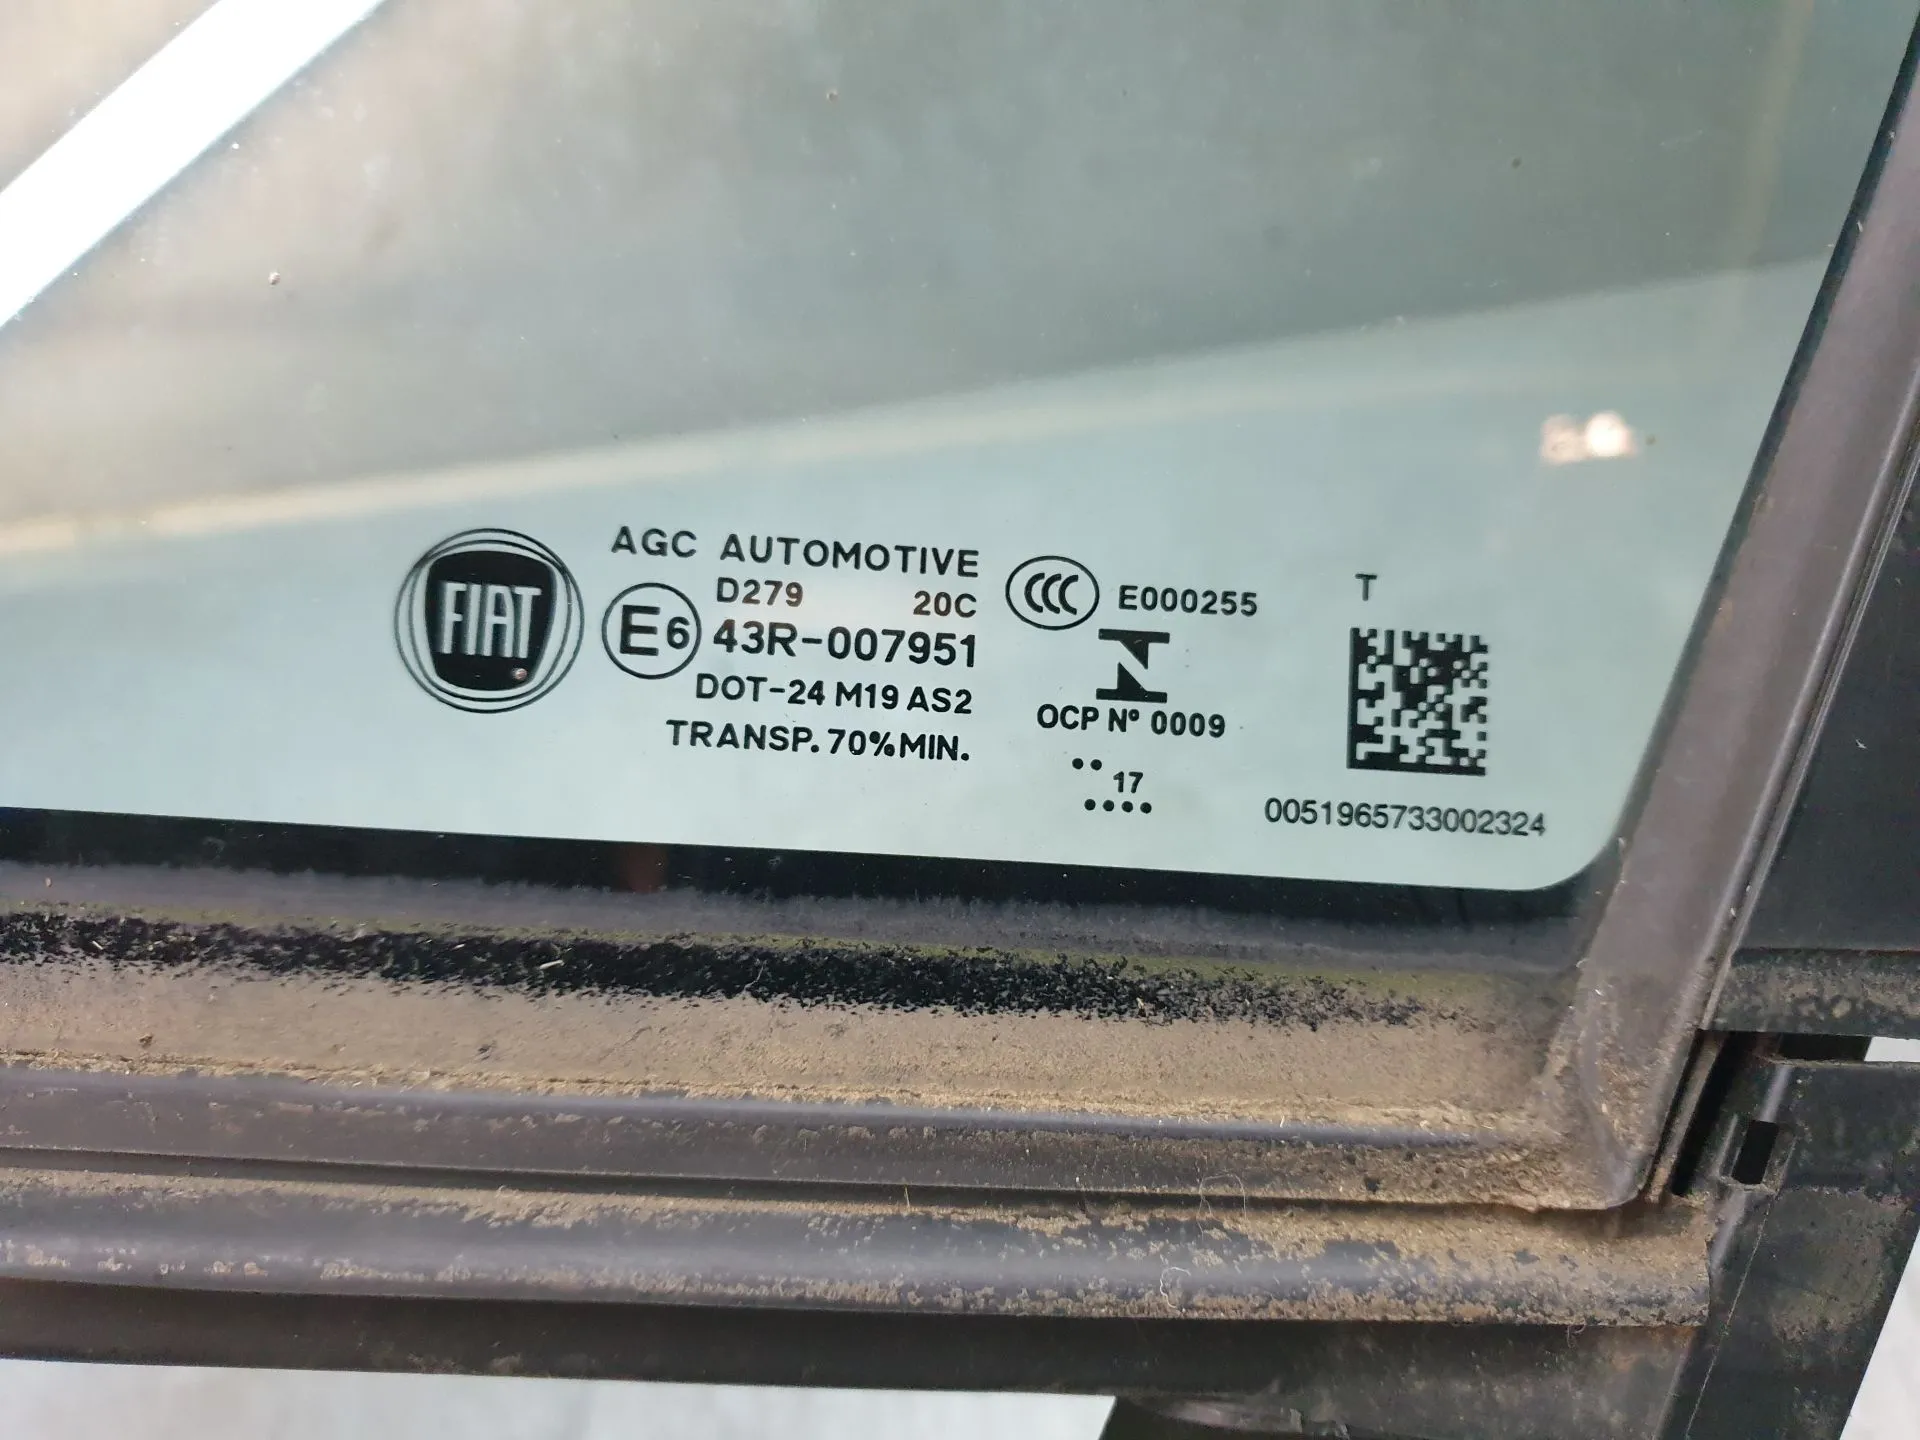 FIAT
AGC AUTOMOTIVE
D279 20C
E6 43R-007951
DOT-24 M19 AS2
TRANSP. 70% MIN.
CCC E000255
OCP Nº 0009
..
17
....
T
0051965733002324